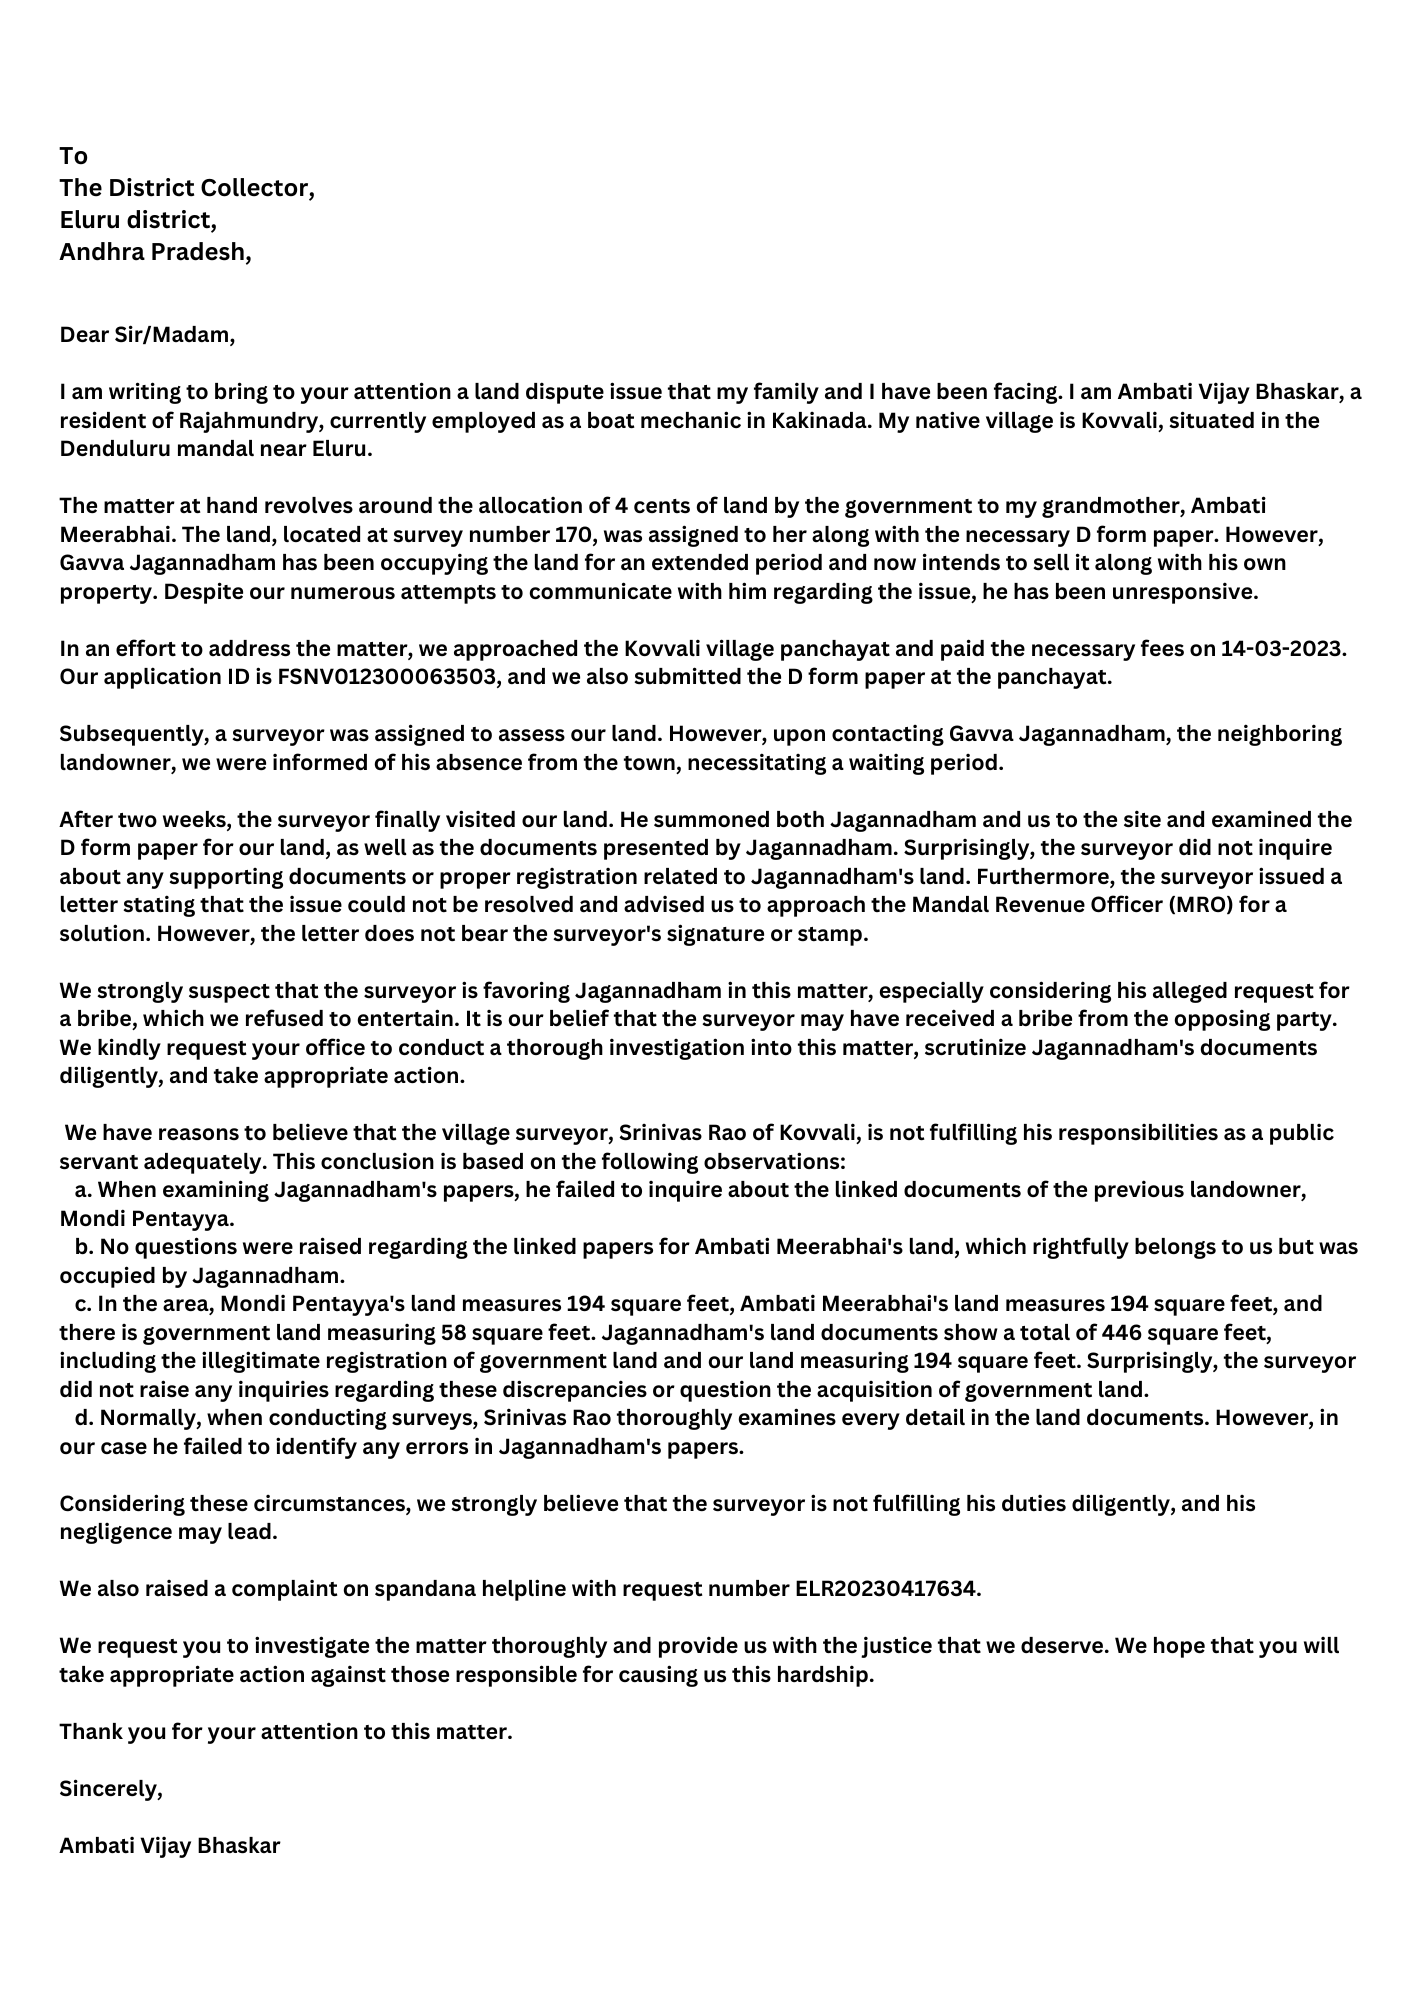 To
The District Collector,
Eluru district,
Andhra Pradesh,
Dear Sir/Madam,
I am writing to bring to your attention a land dispute issue that my family and I have been facing. I am Ambati Vijay Bhaskar, a
resident of Rajahmundry, currently employed as a boat mechanic in Kakinada. My native village is Kovvali, situated in the
Denduluru mandal near Eluru.
The matter at hand revolves around the allocation of 4 cents of land by the government to my grandmother, Ambati
Meerabhai. The land, located at survey number 170, was assigned to her along with the necessary D form paper. However,
Gavva Jagannadham has been occupying the land for an extended period and now intends to sell it along with his own
property. Despite our numerous attempts to communicate with him regarding the issue, he has been unresponsive.
In an effort to address the matter, we approached the Kovvali village panchayat and paid the necessary fees on 14-03-2023.
Our application ID is FSNV012300063503, and we also submitted the D form paper at the panchayat.
Subsequently, a surveyor was assigned to assess our land. However, upon contacting Gavva Jagannadham, the neighboring
landowner, we were informed of his absence from the town, necessitating a waiting period.
After two weeks, the surveyor finally visited our land. He summoned both Jagannadham and us to the site and examined the
D form paper for our land, as well as the documents presented by Jagannadham. Surprisingly, the surveyor did not inquire
about any supporting documents or proper registration related to Jagannadham's land. Furthermore, the surveyor issued a
letter stating that the issue could not be resolved and advised us to approach the Mandal Revenue Officer (MRO) for a
solution. However, the letter does not bear the surveyor's signature or stamp.
We strongly suspect that the surveyor is favoring Jagannadham in this matter, especially considering his alleged request for
a bribe, which we refused to entertain. It is our belief that the surveyor may have received a bribe from the opposing party.
We kindly request your office to conduct a thorough investigation into this matter, scrutinize Jagannadham's documents
diligently, and take appropriate action.
We have reasons to believe that the village surveyor, Srinivas Rao of Kovvali, is not fulfilling his responsibilities as a public
servant adequately. This conclusion is based on the following observations:
a. When examining Jagannadham's papers, he failed to inquire about the linked documents of the previous landowner,
Mondi Pentayya.
b. No questions were raised regarding the linked papers for Ambati Meerabhai's land, which rightfully belongs to us but was
occupied by Jagannadham.
c. In the area, Mondi Pentayya's land measures 194 square feet, Ambati Meerabhai's land measures 194 square feet, and
there is government land measuring 58 square feet. Jagannadham's land documents show a total of 446 square feet,
including the illegitimate registration of government land and our land measuring 194 square feet. Surprisingly, the surveyor
did not raise any inquiries regarding these discrepancies or question the acquisition of government land.
d. Normally, when conducting surveys, Srinivas Rao thoroughly examines every detail in the land documents. However, in
our case he failed to identify any errors in Jagannadham's papers.
Considering these circumstances, we strongly believe that the surveyor is not fulfilling his duties diligently, and his
negligence may lead.
We also raised a complaint on spandana helpline with request number ELR20230417634.
We request you to investigate the matter thoroughly and provide us with the justice that we deserve. We hope that you will
take appropriate action against those responsible for causing us this hardship.
Thank you for your attention to this matter.
Sincerely,
Ambati Vijay Bhaskar